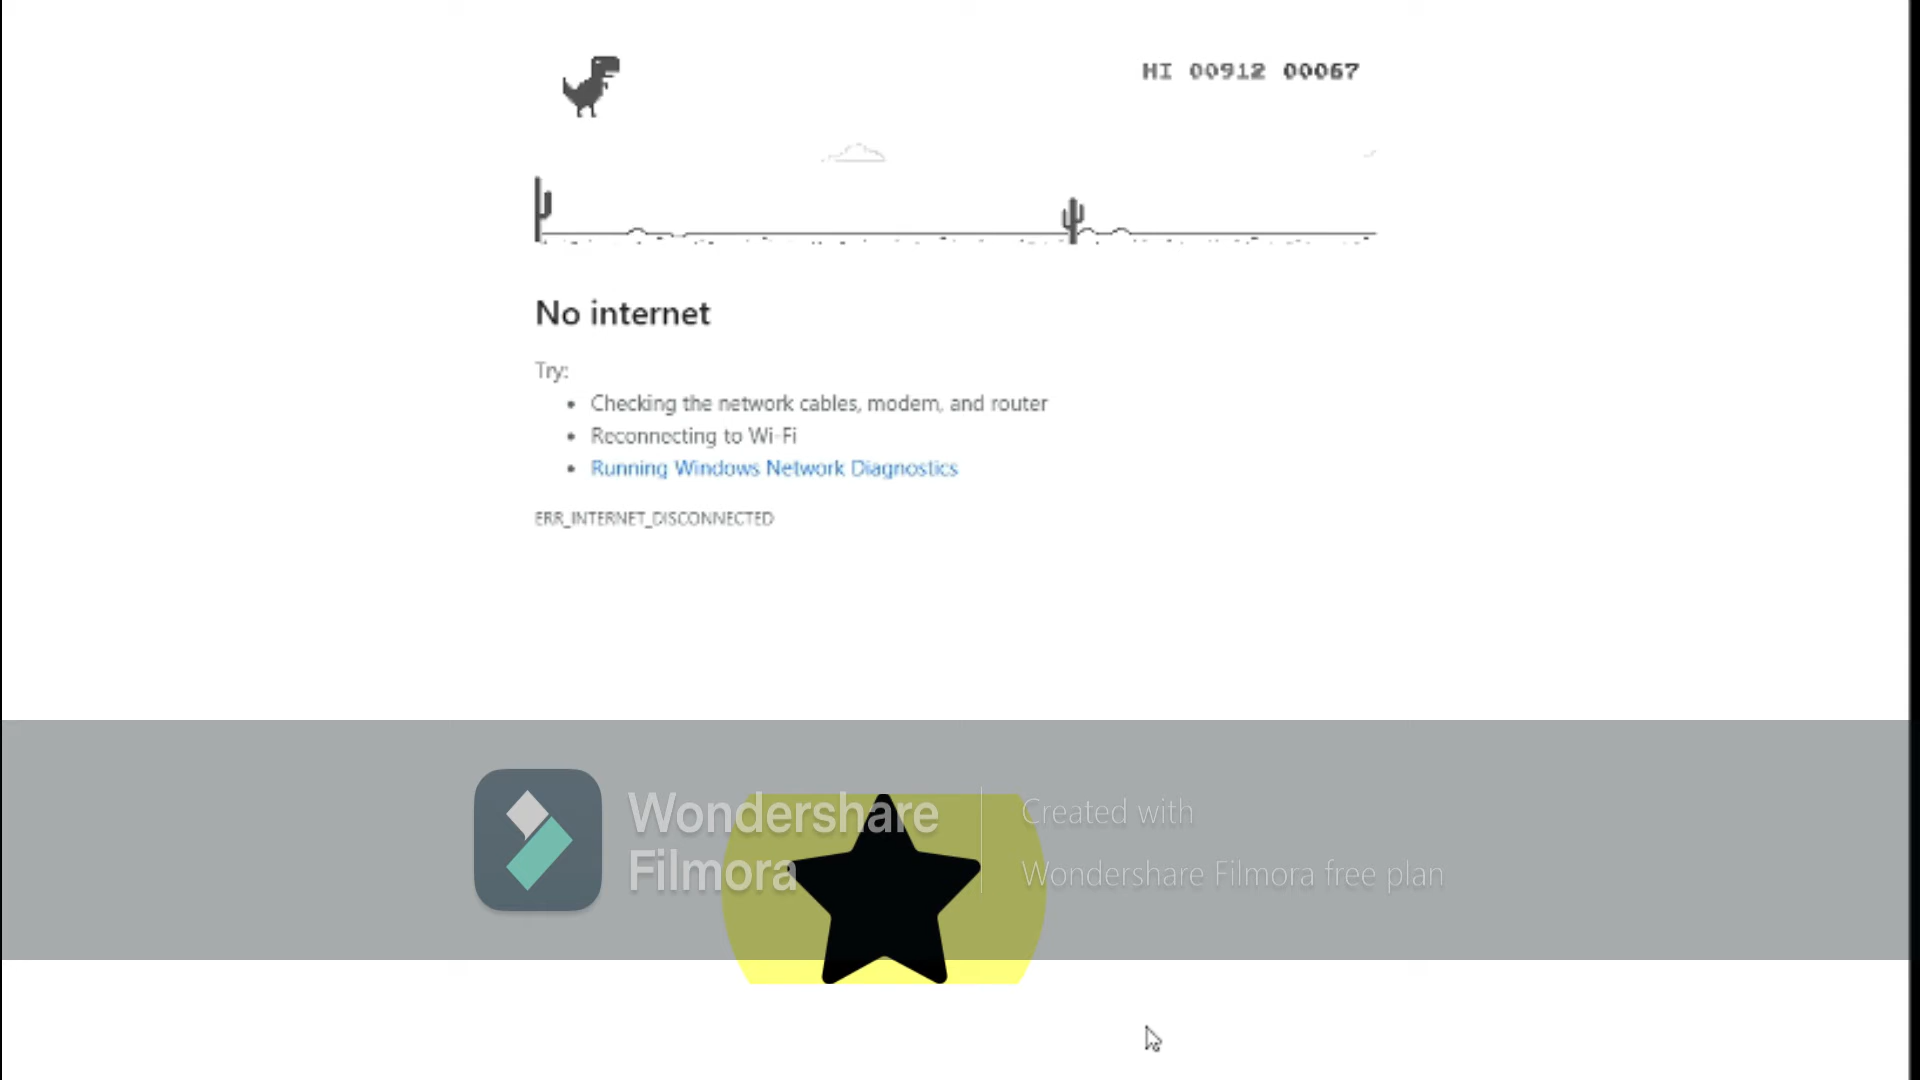 HI 00912 00067
No internet
Try:
Checking the network cables, modem, and router
Reconnecting to Wi-Fi
Running Windows Network Diagnostics
ERR_INTERNET_DISCONNECTED
Wondershare
Filmora
Created with
Wondershare Filmora free plan